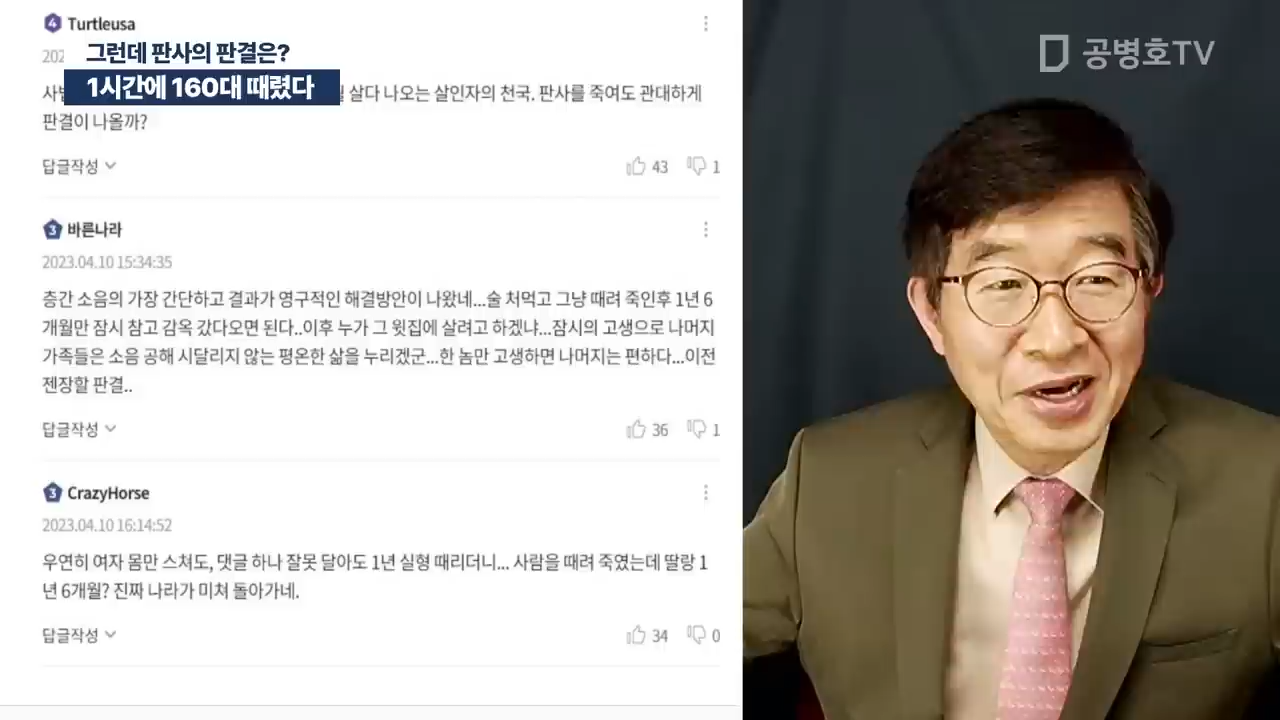 4 Turtleusa
202
그런데 판사의 판결은?
1시간에 160대 때렸다
살다 나오는 살인자의 천국. 판사를 죽여도 관대하게
판결이 나올까?
답글작성
43 1
3 바른나라
2023.04.10 15:34:35
층간 소음의 가장 간단하고 결과가 영구적인 해결방안이 나왔네...술 처먹고 그냥 때려 죽인후 1년 6
개월만 잠시 참고 감옥 갔다오면 된다..이후 누가 그 윗집에 살려고 하겠냐...잠시의 고생으로 나머지
가족들은 소음 공해 시달리지 않는 평온한 삶을 누리겠군...한 놈만 고생하면 나머지는 편하다...이전
젠장할 판결..
답글작성
36 1
3 CrazyHorse
2023.04.10 16:14:52
우연히 여자 몸만 스쳐도, 댓글 하나 잘못 달아도 1년 실형 때리더니... 사람을 때려 죽였는데 딸랑 1
년 6개월? 진짜 나라가 미쳐 돌아가네.
답글작성
34 0
공병호TV